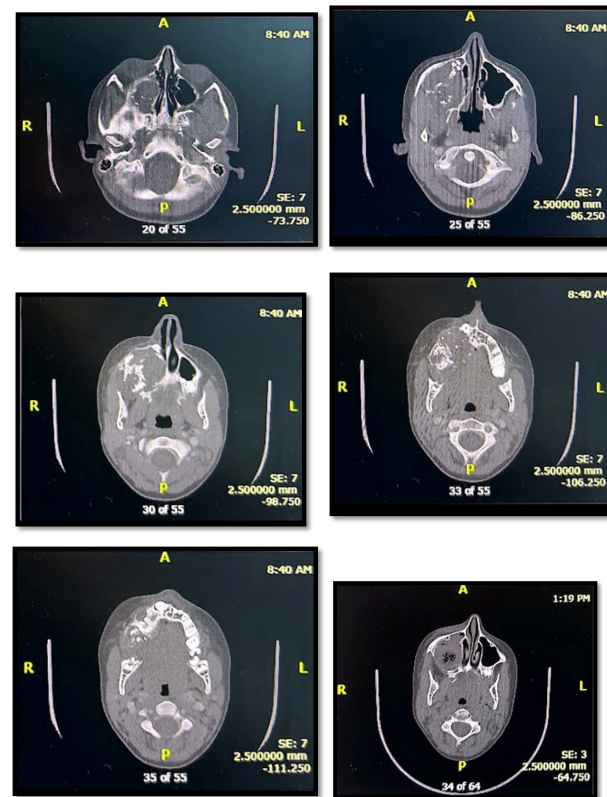 A
8:40 AM
R
L
SE: 7
2.500000 mm
P
-73.750
20 of 55
A
8:40 AM
R
L
SE: 7
2.500000 mm
P
-86.250
25 of 55
A
8:40 AM
R
L
SE: 7
2.500000 mm
P
-98.750
30 of 55
A
8:40 AM
R
L
SE: 7
2.500000 mm
P
-106.250
33 of 55
A
8:40 AM
R
L
SE: 7
2.500000 mm
P
-111.250
35 of 55
A
1:19 PM
R
L
SE: 3
2.500000 mm
P
-64.750
34 of 64